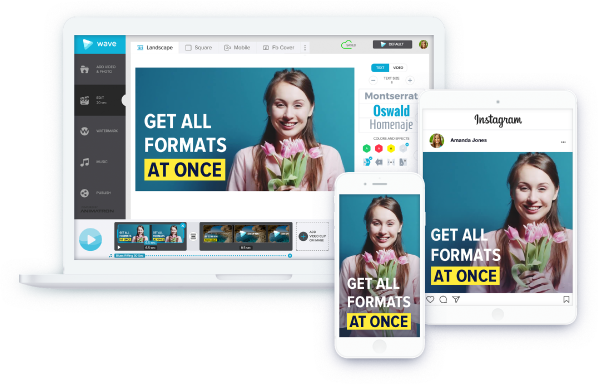 wave
Landscape
Square
Mobile
Fb Cover
DEFAULT
ADD VIDEO
& PHOTO
EDIT
WATERMARK
MUSIC
PUBLISH
TEXT
VIDEO
TEXT SIZE
Montserrat
Oswald
Homenaje
COLORS AND EFFECTS
GET ALL
FORMATS
AT ONCE
ADD
VIDEO CLIP
OR IMAGE
GET ALL
FORMATS
AT ONCE
Instagram
Amanda Jones
GET ALL
FORMATS
AT ONCE